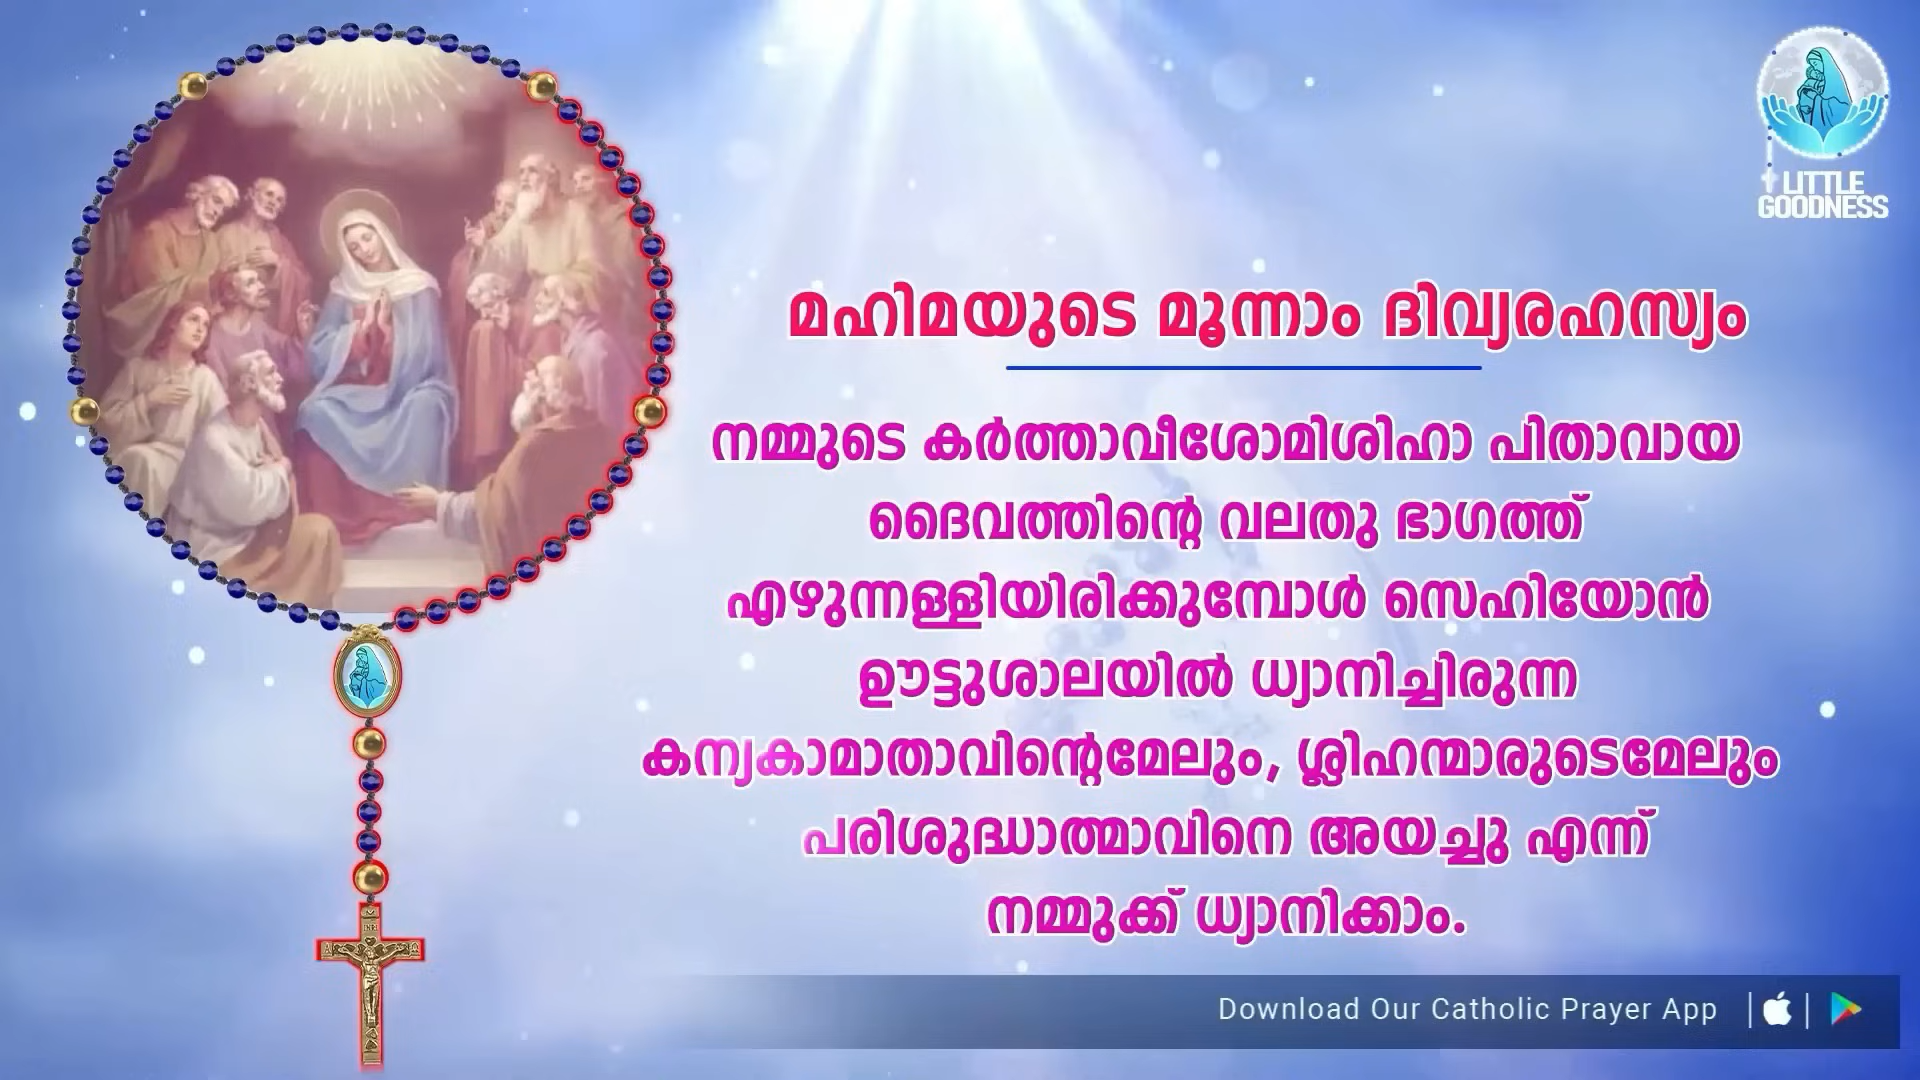 LITTLE
GOODNESS
മഹിമയുടെ മൂന്നാം ദിവ്യരഹസ്യം
നമ്മുടെ കർത്താവീശോമിശിഹാ പിതാവായ
ദൈവത്തിന്റെ വലതു ഭാഗത്ത്
എഴുന്നള്ളിയിരിക്കുമ്പോൾ സെഹിയോൻ
ഊട്ടുശാലയിൽ ധ്യാനിച്ചിരുന്ന
കന്യകാമാതാവിന്റെമേലും, ശ്ലിഹന്മാരുടെമേലും
പരിശുദ്ധാത്മാവിനെ അയച്ചു എന്ന്
നമ്മുക്ക് ധ്യാനിക്കാം.
INRI
Download Our Catholic Prayer App